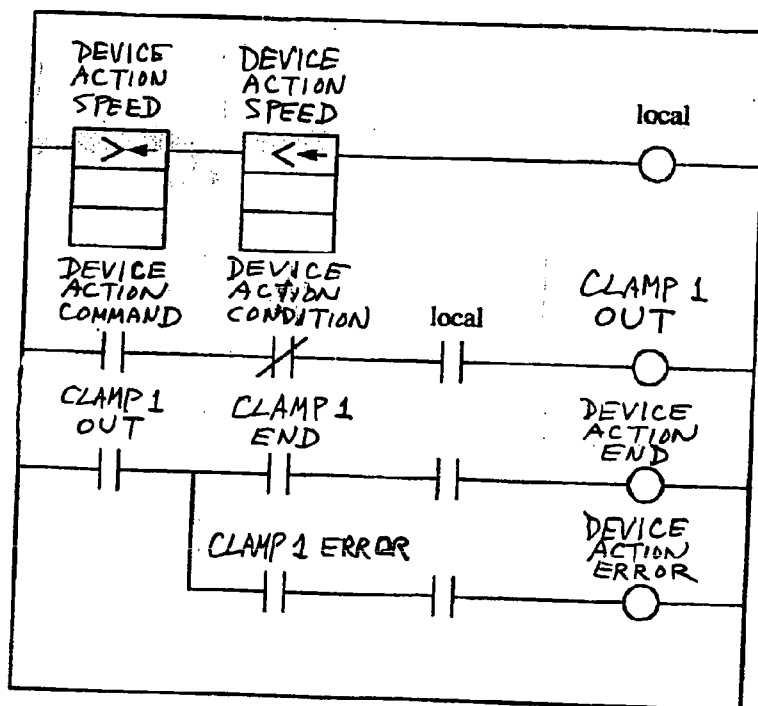 DEVICE
ACTION
SPEED
DEVICE
ACTION
SPEED
local
DEVICE
ACTION
COMMAND
DEVICE
ACTION
CONDITION
local
CLAMP 1
OUT
CLAMP 1
OUT
CLAMP 1
END
DEVICE
ACTION
END
CLAMP 1 ERROR
DEVICE
ACTION
ERROR